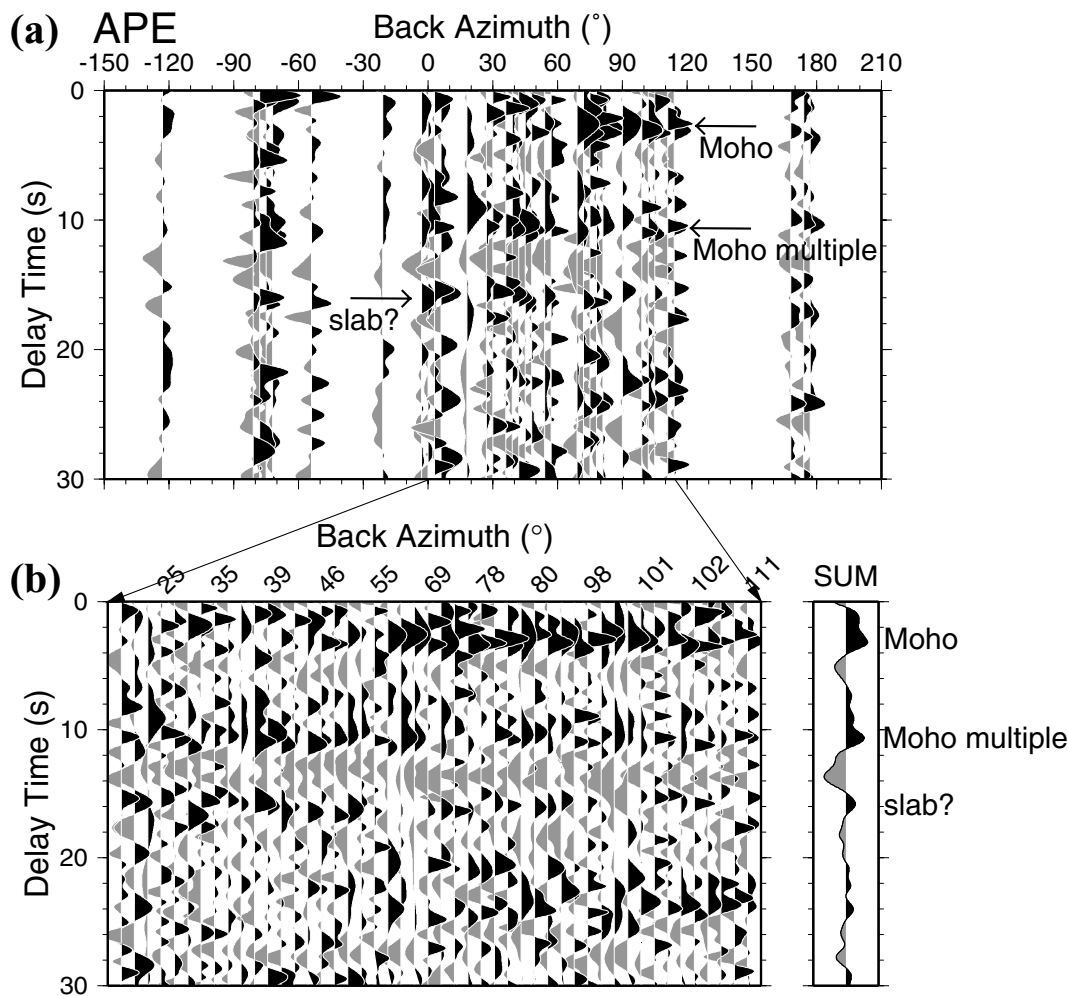 (a) APE Back Azimuth (˚)
-150 -120 -90 -60 -30 0 30 60 90 120 150 180 210
0
10
20
30
Delay Time (s)
Moho
Moho multiple
slab?
Back Azimuth (°)
(b) 25 35 39 46 55 69 78 80 98 101 102 111 SUM
0
10
20
30
Delay Time (s)
Moho
Moho multiple
slab?